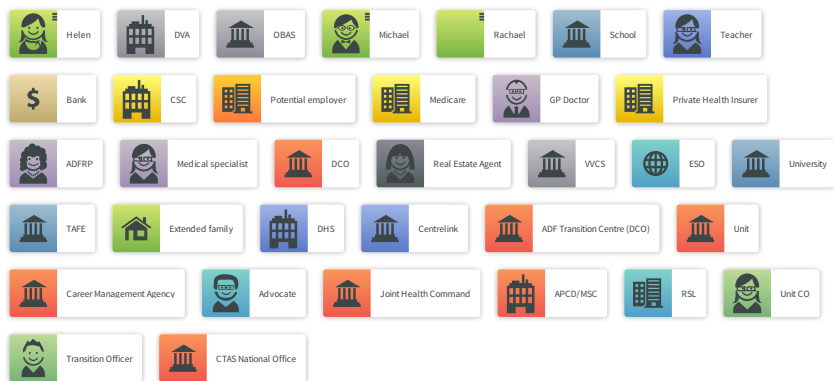 Helen
DVA
OBAS
Michael
Rachael
School
Teacher
$ Bank
CSC
Potential employer
Medicare
GP Doctor
Private Health Insurer
ADFRP
Medical specialist
DCO
Real Estate Agent
VVCS
ESO
University
TAFE
Extended family
DHS
Centrelink
ADF Transition Centre (DCO)
Unit
Career Management Agency
Advocate
Joint Health Command
APCD/MSC
RSL
Unit CO
Transition Officer
CTAS National Office